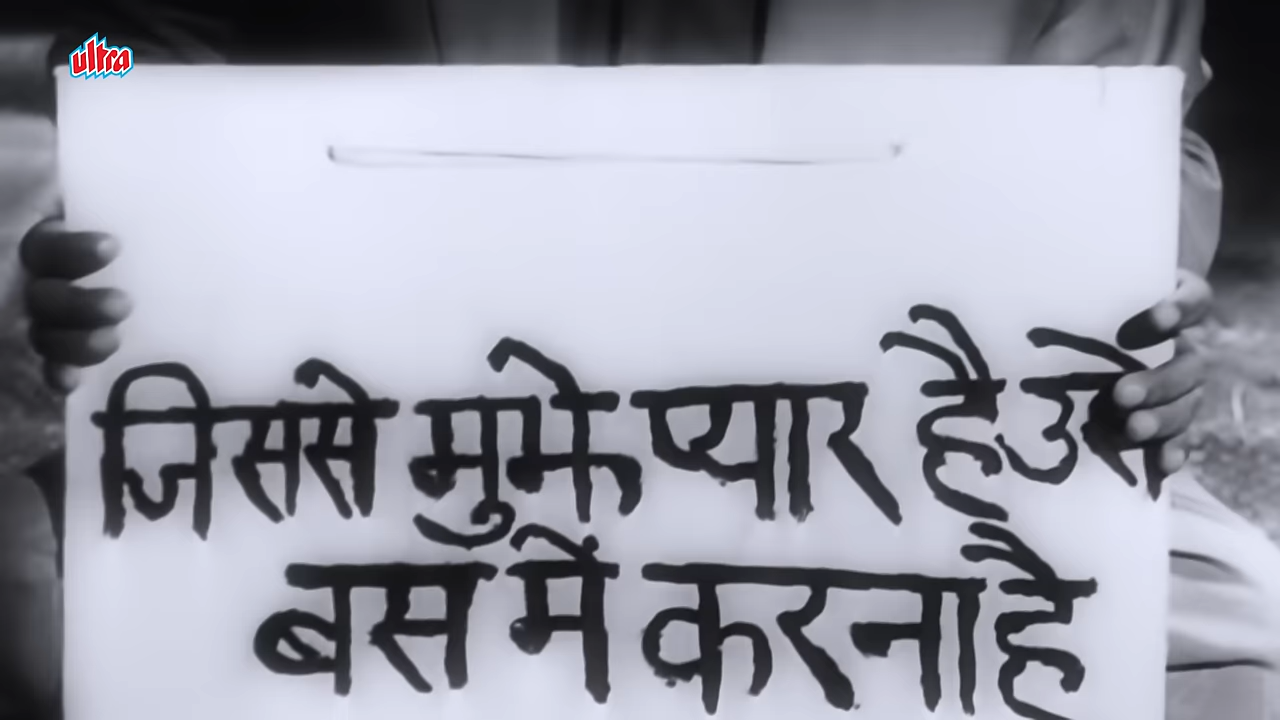 ultra
जिससे मुझे प्यार है उसे
बस में करना है